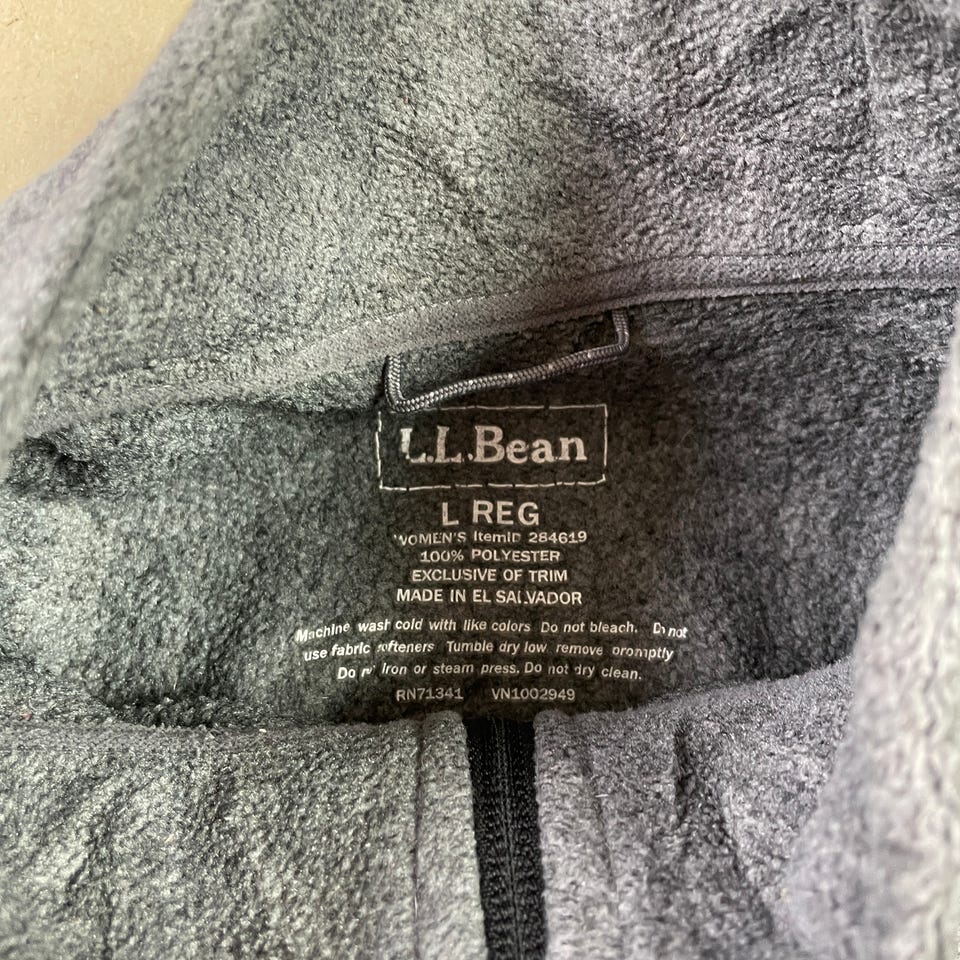 L.L.Bean
L REG
WOMEN'S ItemID 284619
100% POLYESTER
EXCLUSIVE OF TRIM
MADE IN EL SALVADOR
Machine wash cold with like colors Do not bleach. Do not
use fabric softeners Tumble dry low remove promptly
Do not iron or steam press. Do not dry clean.
RN71341 VN1002949